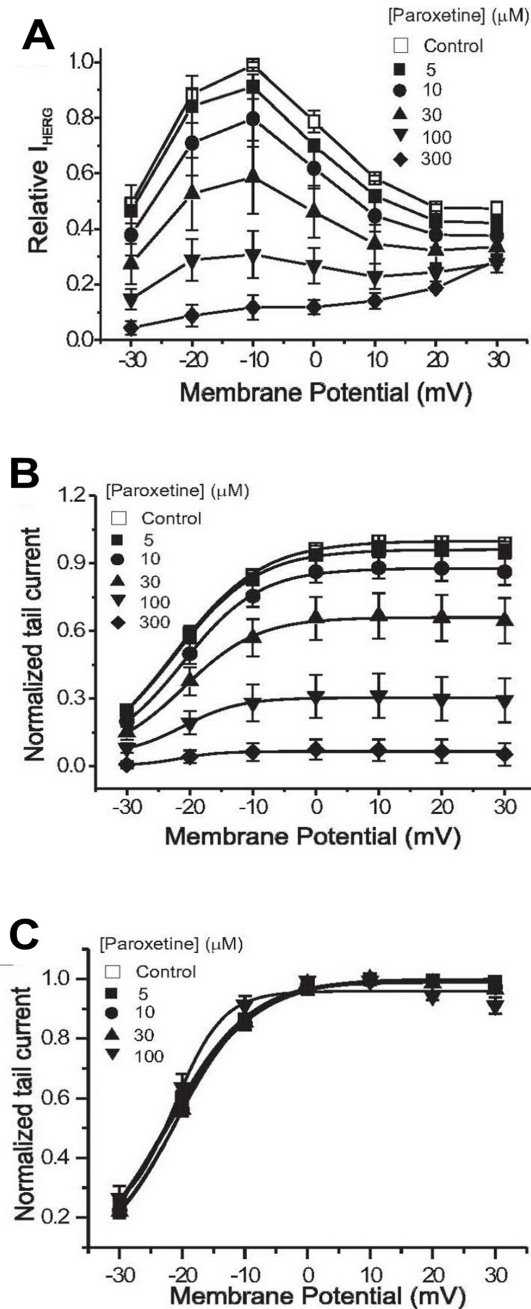 A
[Paroxetine] (μM)
Control
5
10
30
100
300
Relative I_HERG
1.0
0.8
0.6
0.4
0.2
0.0
-30 -20 -10 0 10 20 30
Membrane Potential (mV)
B
[Paroxetine] (μM)
Control
5
10
30
100
300
Normalized tail current
1.2
0.9
0.6
0.3
0.0
-30 -20 -10 0 10 20 30
Membrane Potential (mV)
C
[Paroxetine] (μM)
Control
5
10
30
100
Normalized tail current
1.0
0.8
0.6
0.4
0.2
-30 -20 -10 0 10 20 30
Membrane Potential (mV)